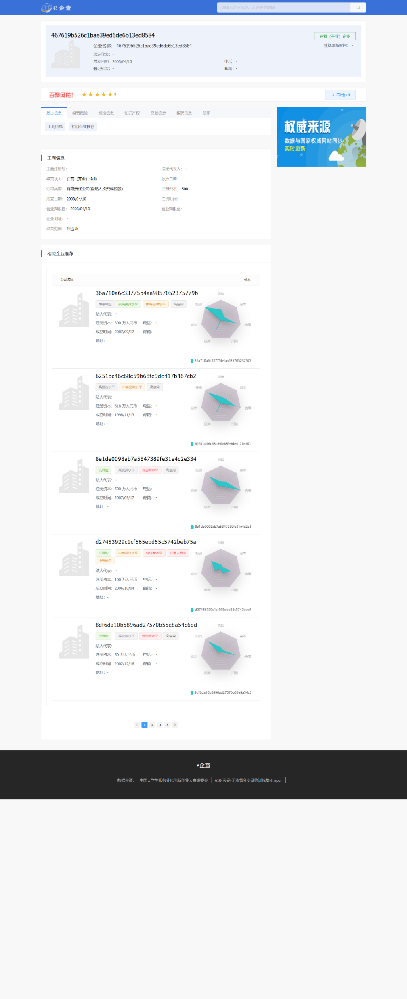 e企查
请输入企业名称、人名等关键词
467619b526c1bae39ed6de6b13ed8584
在营（开业）企业
企业名称： 467619b526c1bae39ed6de6b13ed8584
数据更新时间： -
法定代表：-
成立日期：2003/04/10
电话：-
登记机关：-
邮箱：-
百聚风险！
5
导出pdf
基本信息 经营风险 投资信息 知识产权 品牌信息 招聘信息 信用
工商信息 相似企业推荐
权威来源
数据与国家权威网站同步
实时更新
工商信息
工商注册号： -
法定代表人： -
经营状态： 在营（开业）企业
核准日期： -
公司类型： 有限责任公司(自然人投资或控股)
注册资本： 500
成立日期： 2003/04/10
注销时间： -
营业期限自： 2003/04/10
营业期限至： -
企业地址： -
经营范围： 制造业
相似企业推荐
公司名称 状态
36a710a6c33775b4aa9857052375779b
中等风险 极高投资水平 中等品牌水平 高信用
法人代表： -
注册资本：300 万人民币 电话： -
成立时间：2007/09/17 邮箱： -
地址：-
风险
投资 基本
创新 信用
品牌 招聘
36a710a6c33775b4aa985705237577
6251bc46c68e59b68fe9de417b467cb2
高投资水平 中等品牌水平 高信用
法人代表： -
注册资本：618 万人民币 电话： -
成立时间：1998/11/13 邮箱： -
地址：-
风险
投资 基本
创新 信用
品牌 招聘
6251bc46c68e59b68fe9de417b467c
8e1de0098ab7a5847389fe31e4c2e334
低风险 高投资水平 低创新水平 高信用
法人代表： -
注册资本：500 万人民币 电话： -
成立时间：2007/09/17 邮箱： -
地址：-
风险
投资 基本
创新 信用
品牌 招聘
8e1de0098ab7a5847389fe31e4c2e3
d27483929c1cf565ebd55c5742beb75a
低风险 中等投资水平 低创新水平 低用人需求
中等信用
法人代表： -
注册资本：100 万人民币 电话： -
成立时间：2006/10/04 邮箱： -
地址：-
风险
投资 基本
创新 信用
品牌 招聘
d27483929c1cf565ebd55c5742beb7
8df6da10b5896ad27570b55e8a54c6dd
低风险 高投资水平 低创新水平 高信用
法人代表： -
注册资本：50 万人民币 电话： -
成立时间：2002/12/16 邮箱： -
地址：-
风险
投资 基本
创新 信用
品牌 招聘
8df6da10b5896ad27570b55e8a54c6
1 2 3 4
e企查
数据来源： 中国大学生服务外包创新创业大赛组委会 A10-浪潮-无监督分类系统训练集-Inspur